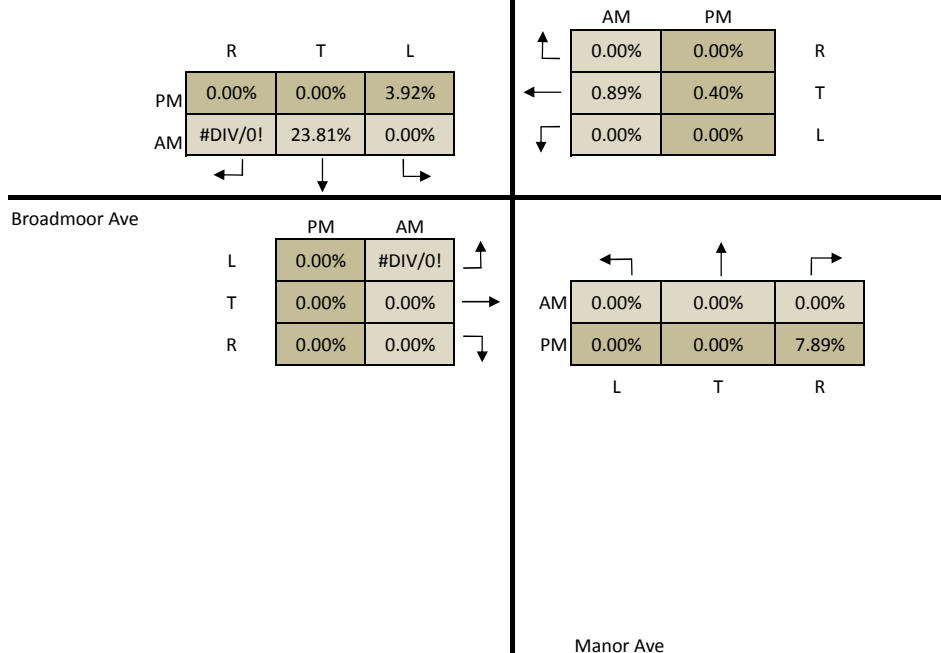 R T L
PM 0.00% 0.00% 3.92%
AM #DIV/0! 23.81% 0.00%
AM PM
0.00% 0.00% R
0.89% 0.40% T
0.00% 0.00% L
Broadmoor Ave
PM AM
L 0.00% #DIV/0!
T 0.00% 0.00%
R 0.00% 0.00%
AM 0.00% 0.00% 0.00%
PM 0.00% 0.00% 7.89%
L T R
Manor Ave